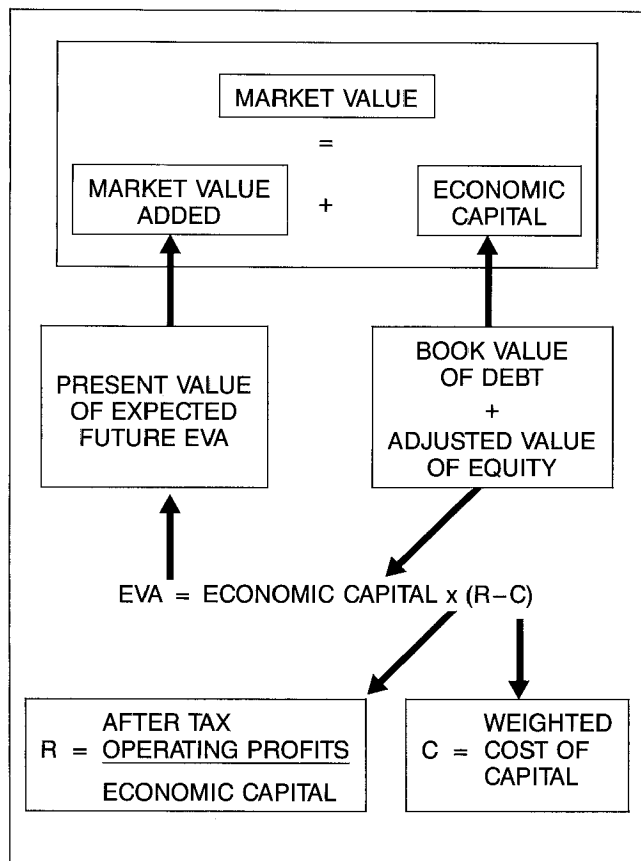 MARKET VALUE
=
MARKET VALUE
ADDED
+
ECONOMIC
CAPITAL
PRESENT VALUE
OF EXPECTED
FUTURE EVA
BOOK VALUE
OF DEBT
+
ADJUSTED VALUE
OF EQUITY
EVA = ECONOMIC CAPITAL x (R–C)
R = AFTER TAX
OPERATING PROFITS
ECONOMIC CAPITAL
C = WEIGHTED
COST OF
CAPITAL